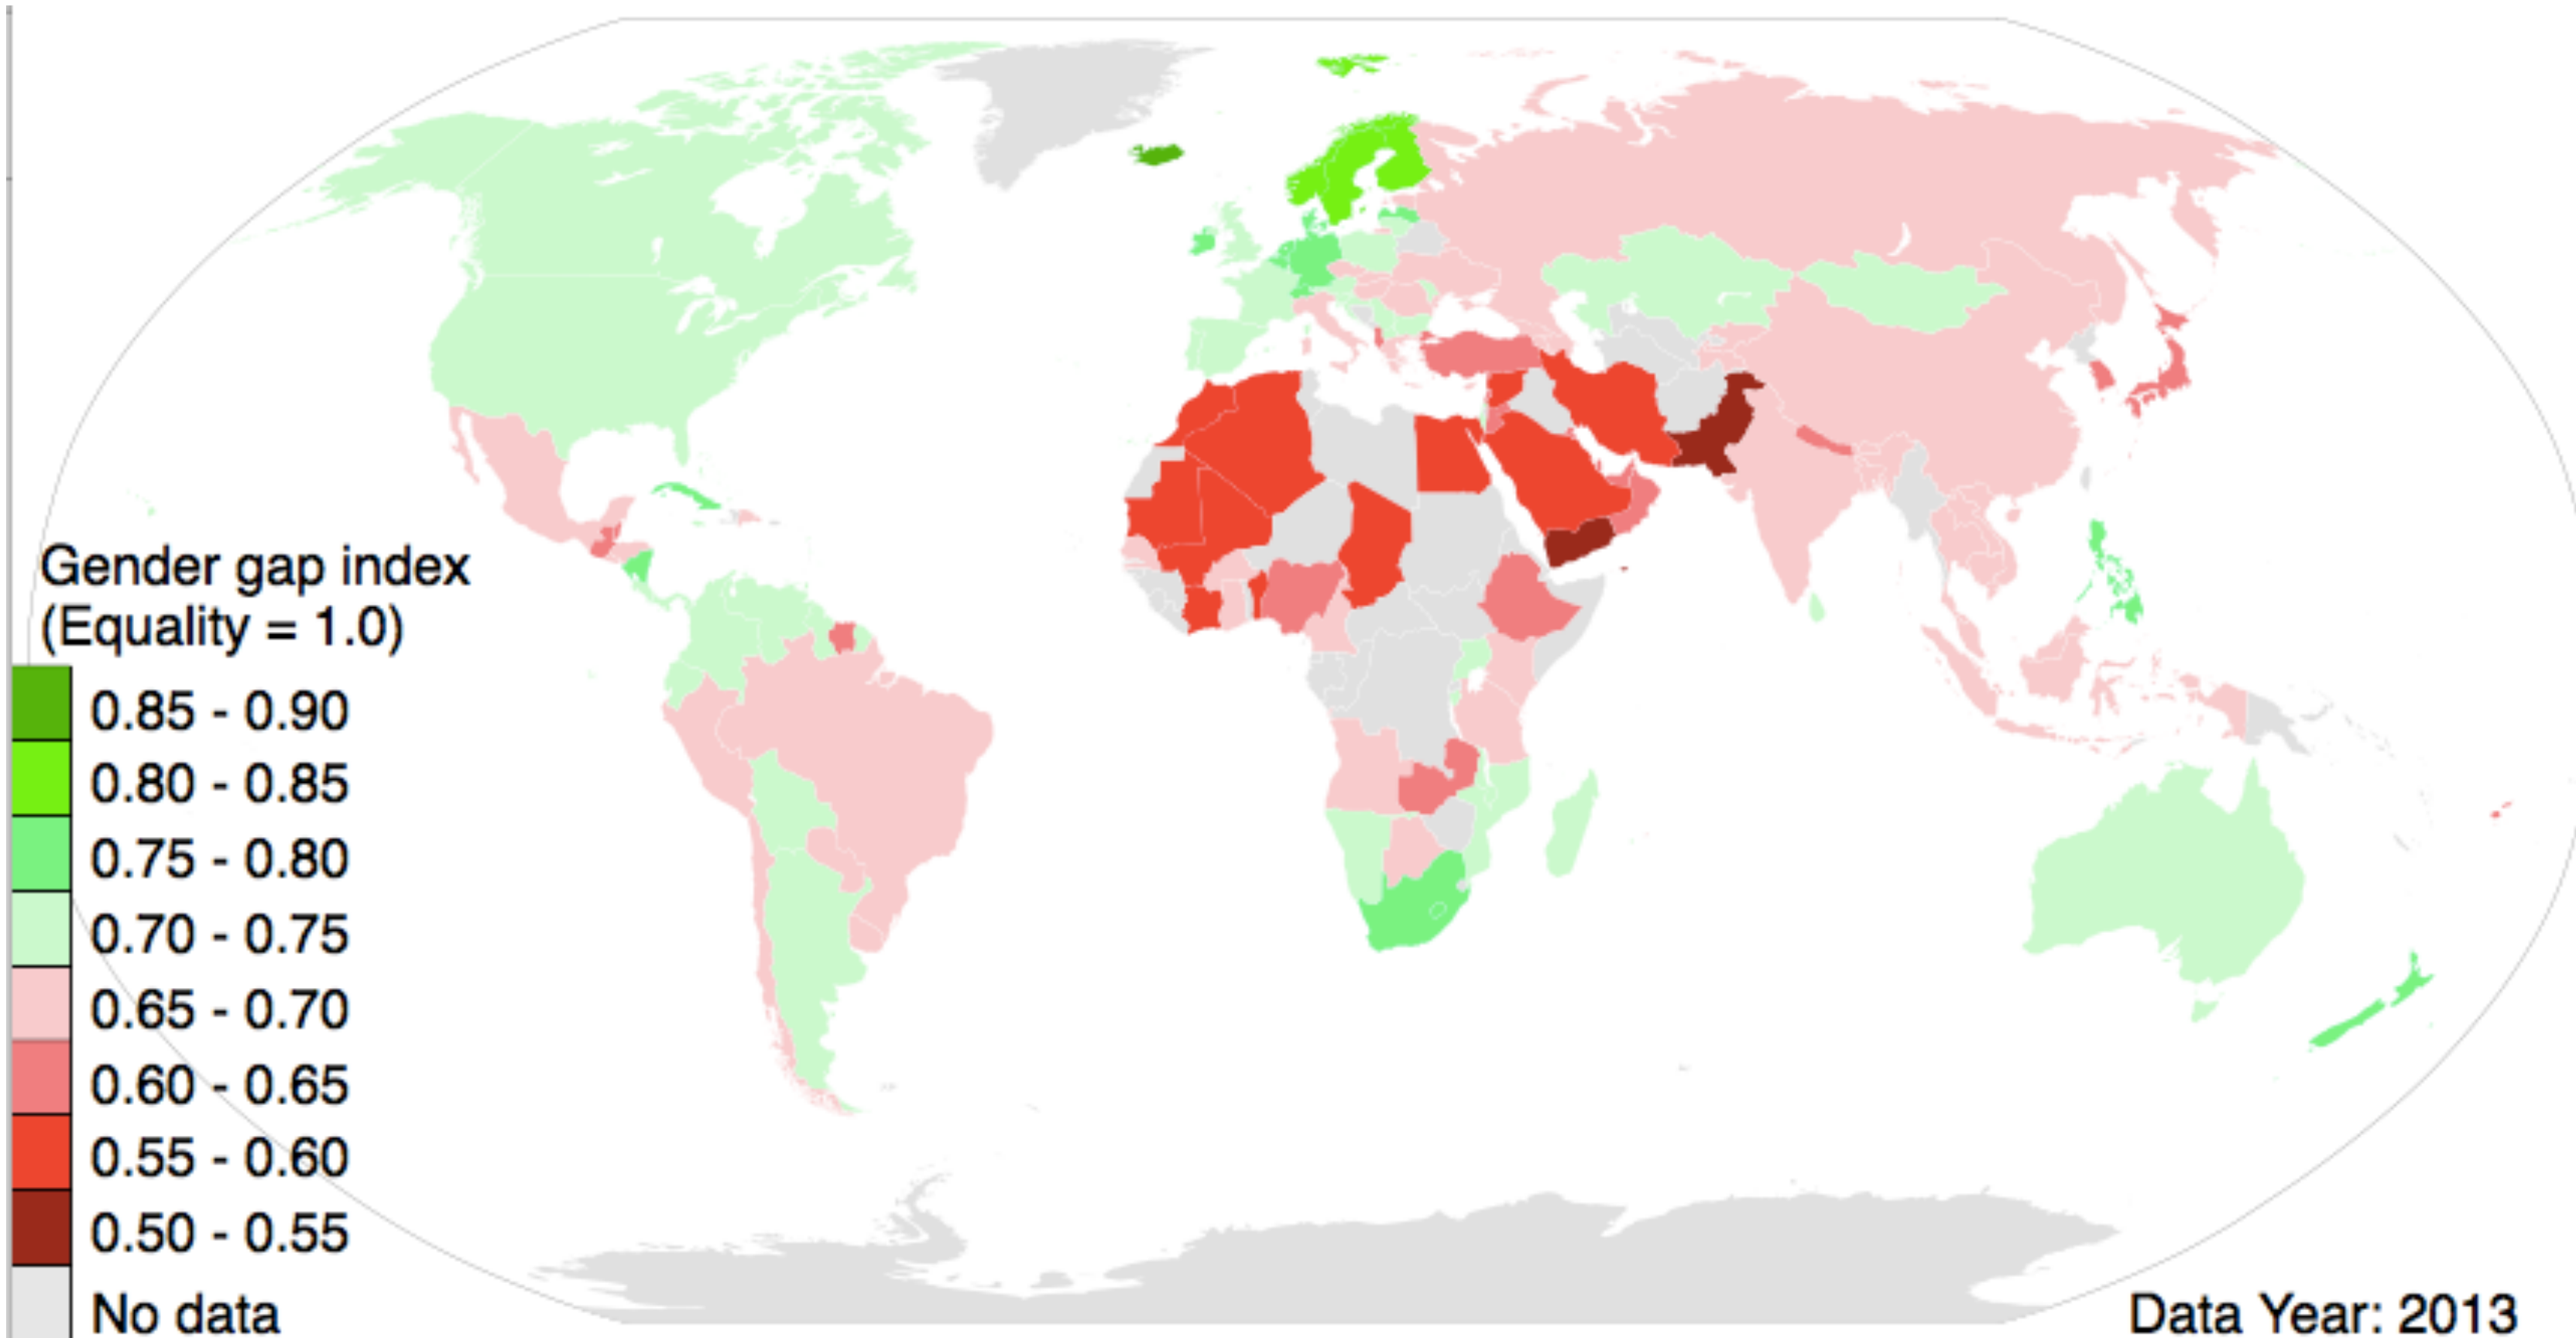 Gender gap index
(Equality = 1.0)
0.85 - 0.90
0.80 - 0.85
0.75 - 0.80
0.70 - 0.75
0.65 - 0.70
0.60 - 0.65
0.55 - 0.60
0.50 - 0.55
No data
Data Year: 2013